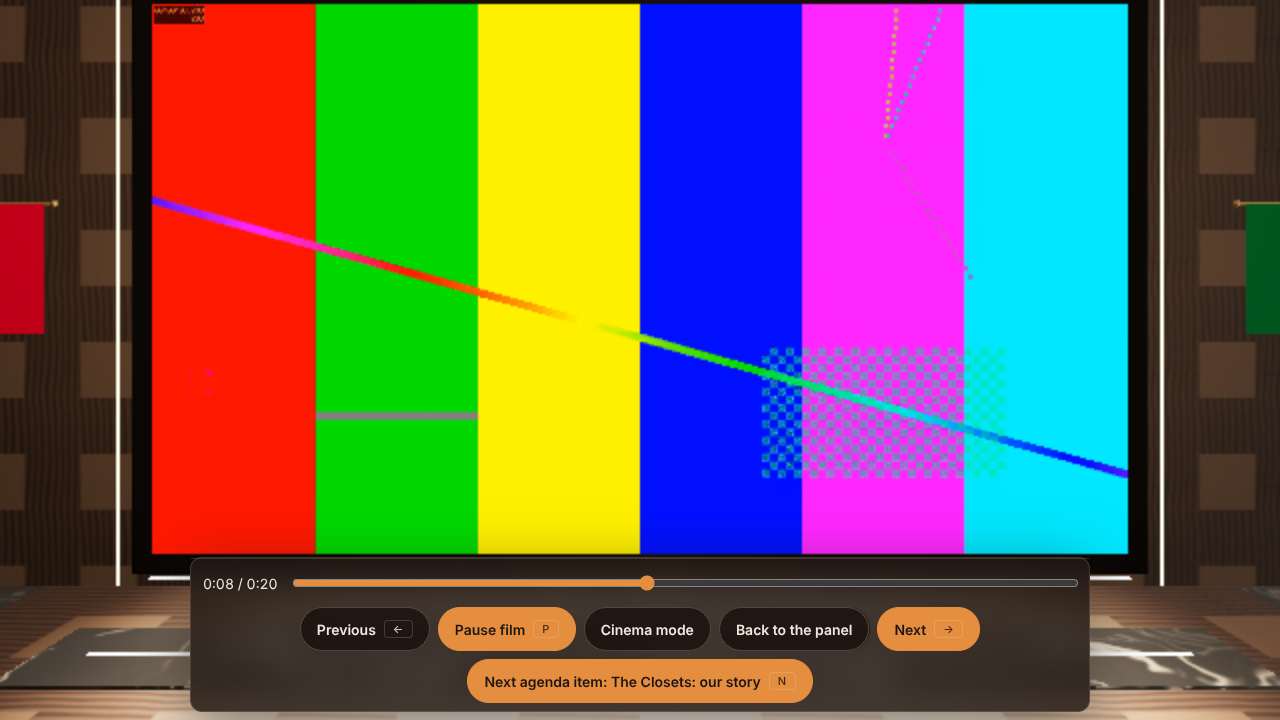 0:08 / 0:20
Previous ←
Pause film P
Cinema mode
Back to the panel
Next →
Next agenda item: The Closets: our story N